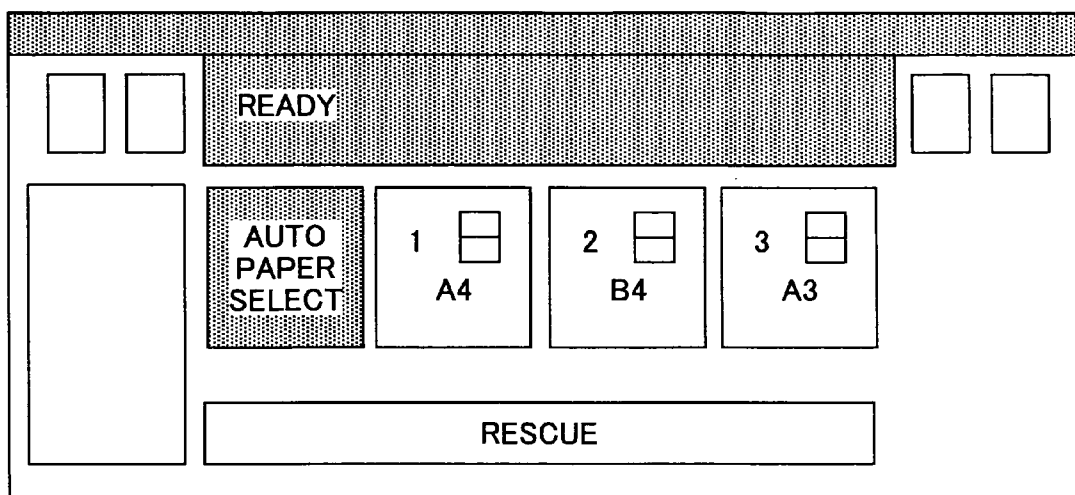 READY
AUTO
PAPER
SELECT
1
A4
2
B4
3
A3
RESCUE